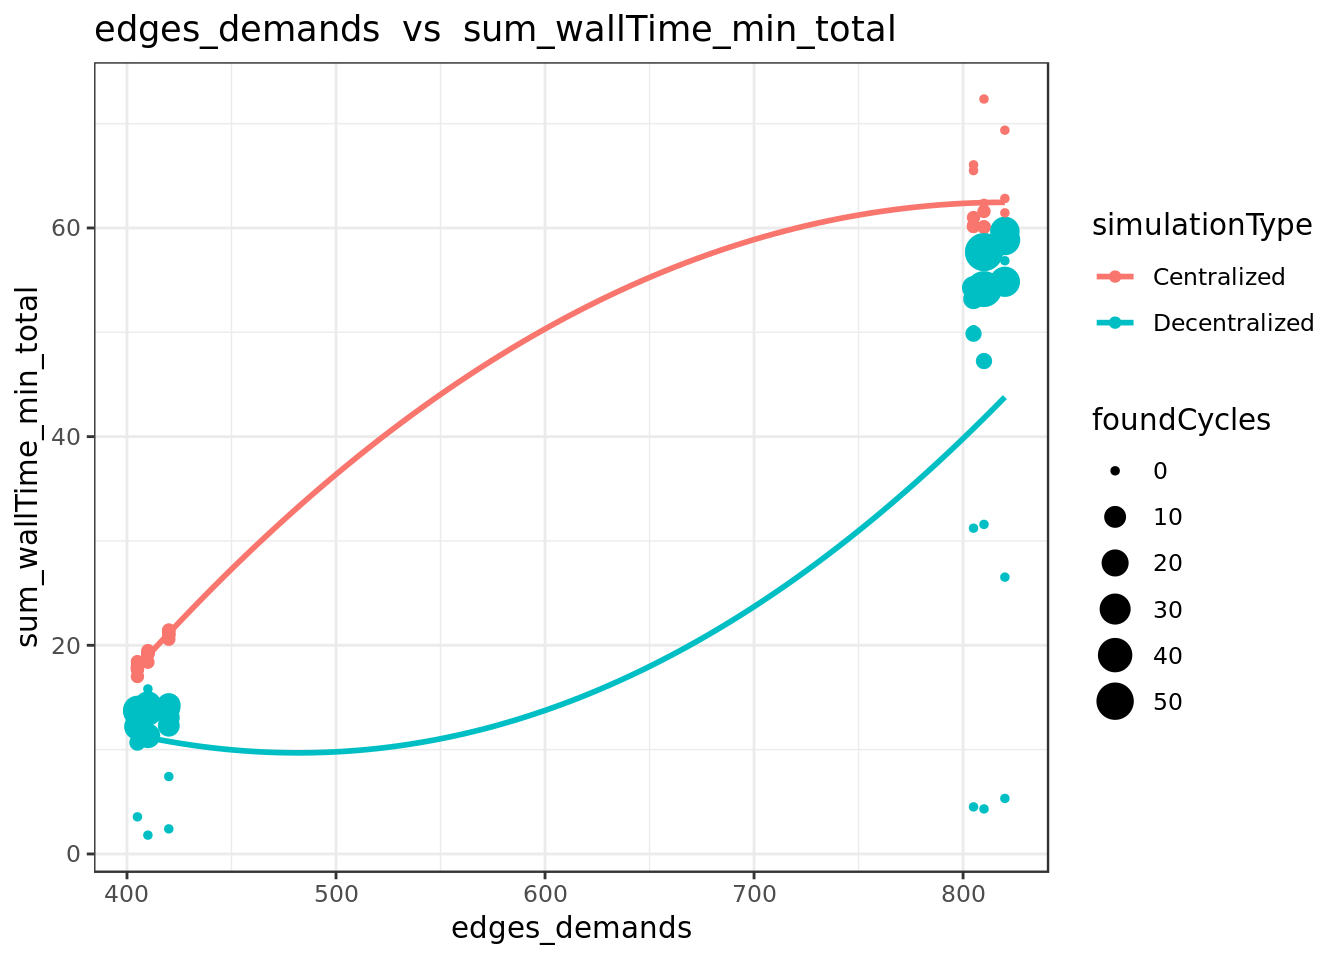 edges_demands vs sum_wallTime_min_total
sum_wallTime_min_total
60
40
20
0
400 500 600 700 800
edges_demands
simulationType
Centralized
Decentralized
foundCycles
0
10
20
30
40
50